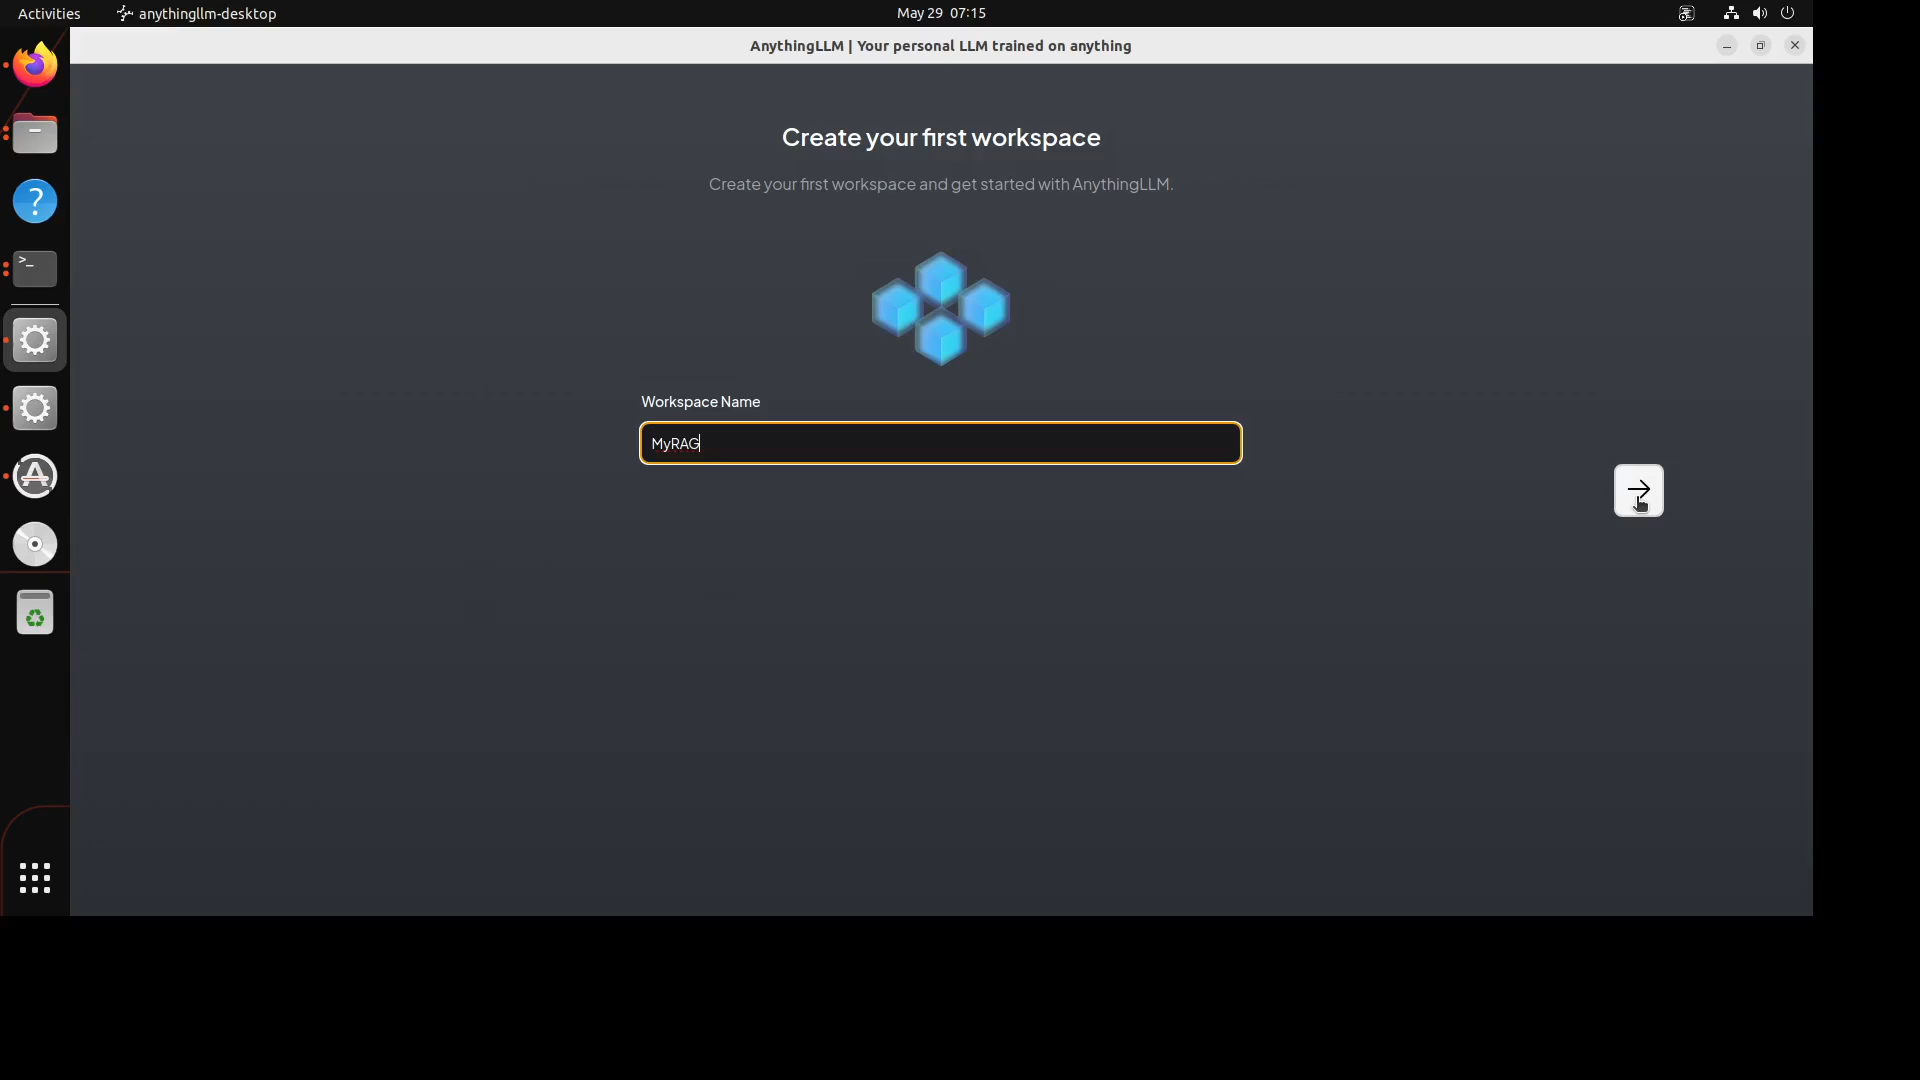 Activities anythingllm-desktop May 29 07:15
AnythingLLM | Your personal LLM trained on anything
Create your first workspace
Create your first workspace and get started with AnythingLLM.
Workspace Name
MyRAG